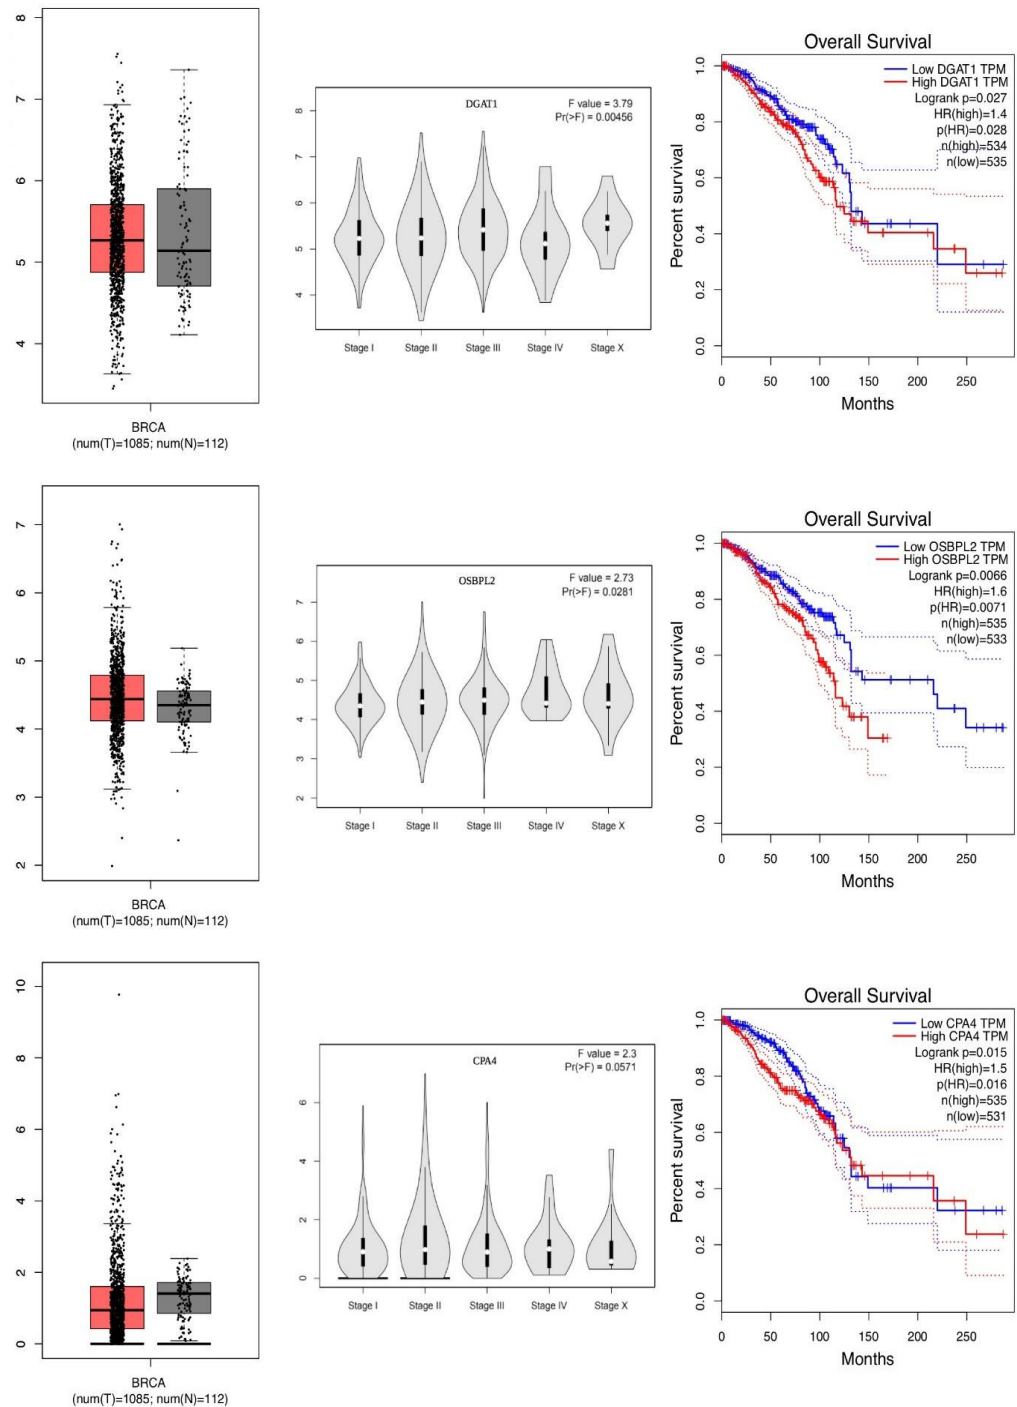 8
7
6
5
4
BRCA
(num(T)=1085; num(N)=112)
DGAT1
F value = 3.79
Pr(>F) = 0.00456
8
7
6
5
4
Stage I
Stage II
Stage III
Stage IV
Stage X
Overall Survival
Low DGAT1 TPM
High DGAT1 TPM
Logrank p=0.027
HR(high)=1.4
p(HR)=0.028
n(high)=534
n(low)=535
Percent survival
1.0
0.8
0.6
0.4
0.2
0.0
0 50 100 150 200 250
Months
7
6
5
4
3
2
BRCA
(num(T)=1085; num(N)=112)
OSBPL2
F value = 2.73
Pr(>F) = 0.0281
7
6
5
4
3
2
Stage I
Stage II
Stage III
Stage IV
Stage X
Overall Survival
Low OSBPL2 TPM
High OSBPL2 TPM
Logrank p=0.0066
HR(high)=1.6
p(HR)=0.0071
n(high)=535
n(low)=533
Percent survival
1.0
0.8
0.6
0.4
0.2
0.0
0 50 100 150 200 250
Months
10
8
6
4
2
0
BRCA
(num(T)=1085; num(N)=112)
CPA4
F value = 2.3
Pr(>F) = 0.0571
6
4
2
0
Stage I
Stage II
Stage III
Stage IV
Stage X
Overall Survival
Low CPA4 TPM
High CPA4 TPM
Logrank p=0.015
HR(high)=1.5
p(HR)=0.016
n(high)=535
n(low)=531
Percent survival
1.0
0.8
0.6
0.4
0.2
0.0
0 50 100 150 200 250
Months